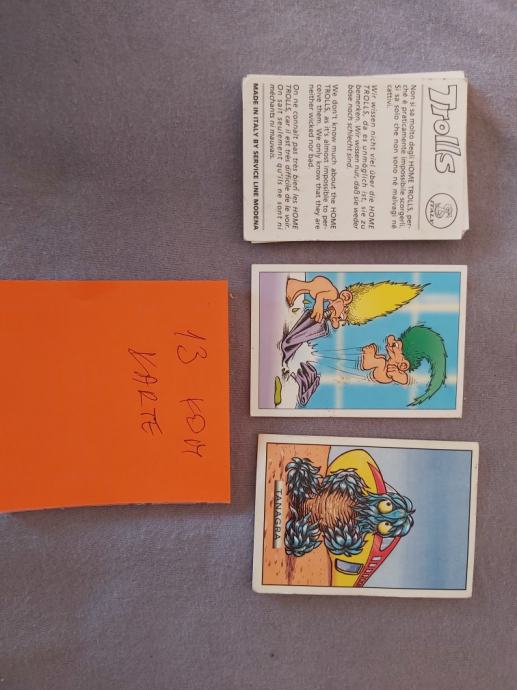 Trolls
S
ITALY
Non si sa molto degli HOME TROLLS, per-
ché è praticamente impossibile scorgerli.
Si sa solo che non sono né malvagi né
cattivi.
Wir wissen nicht viel über die HOME
TROLLS, da es unmöglich ist, sie zu
bemerken. Wir wissen nur, daß sie weder
böse noch schlecht sind.
We don't know much about the HOME
TROLLS, as it's almost impossible to per-
ceive them. We only know that they are
neither wicked nor bad.
On ne connaît pas très bien les HOME
TROLLS, car il est très difficile de le voir.
On sait seulement qu'ils ne sont ni
méchants ni mauvais.
MADE IN ITALY BY SERVICE LINE MODENA
13 KOM
KARTE
TANAGRA